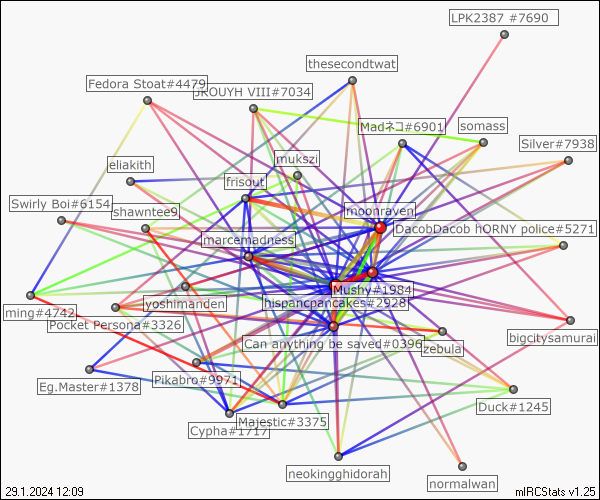 LPK2387 #7690
thesecondtwat
Fedora Stoat#4479
JROUYH VIII#7034
Madネコ#6901
somass
Silver#7938
mukszi
eliakith
frisout
Swirly Boi#6154
shawntee9
moonraven
DacobDacob hORNY police#5271
marcemadness
Mushy#1984
yoshimanden
hispancpancakes#2928
ming#4742
Pocket Persona#3326
bigcitysamurai
Can anything be saved#0396
zebula
Eg.Master#1378
Pikabro#9971
Duck#1245
Majestic#3375
Cypha#1717
neokingghidorah
normalwan
29.1.2024 12:09
mIRCStats v1.25